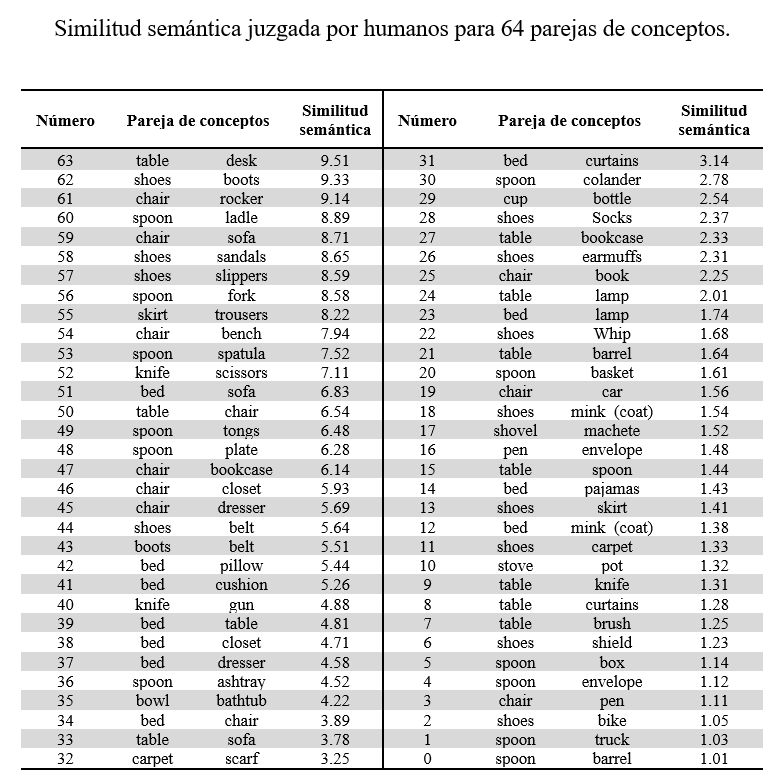 Similitud semántica juzgada por humanos para 64 parejas de conceptos.
Número Pareja de conceptos Similitud semántica Número Pareja de conceptos Similitud semántica
63 table desk 9.51 31 bed curtains 3.14
62 shoes boots 9.33 30 spoon colander 2.78
61 chair rocker 9.14 29 cup bottle 2.54
60 spoon ladle 8.89 28 shoes Socks 2.37
59 chair sofa 8.71 27 table bookcase 2.33
58 shoes sandals 8.65 26 shoes earmuffs 2.31
57 shoes slippers 8.59 25 chair book 2.25
56 spoon fork 8.58 24 table lamp 2.01
55 skirt trousers 8.22 23 bed lamp 1.74
54 chair bench 7.94 22 shoes Whip 1.68
53 spoon spatula 7.52 21 table barrel 1.64
52 knife scissors 7.11 20 spoon basket 1.61
51 bed sofa 6.83 19 chair car 1.56
50 table chair 6.54 18 shoes mink (coat) 1.54
49 spoon tongs 6.48 17 shovel machete 1.52
48 spoon plate 6.28 16 pen envelope 1.48
47 chair bookcase 6.14 15 table spoon 1.44
46 chair closet 5.93 14 bed pajamas 1.43
45 chair dresser 5.69 13 shoes skirt 1.41
44 shoes belt 5.64 12 bed mink (coat) 1.38
43 boots belt 5.51 11 shoes carpet 1.33
42 bed pillow 5.44 10 stove pot 1.32
41 bed cushion 5.26 9 table knife 1.31
40 knife gun 4.88 8 table curtains 1.28
39 bed table 4.81 7 table brush 1.25
38 bed closet 4.71 6 shoes shield 1.23
37 bed dresser 4.58 5 spoon box 1.14
36 spoon ashtray 4.52 4 spoon envelope 1.12
35 bowl bathtub 4.22 3 chair pen 1.11
34 bed chair 3.89 2 shoes bike 1.05
33 table sofa 3.78 1 spoon truck 1.03
32 carpet scarf 3.25 0 spoon barrel 1.01